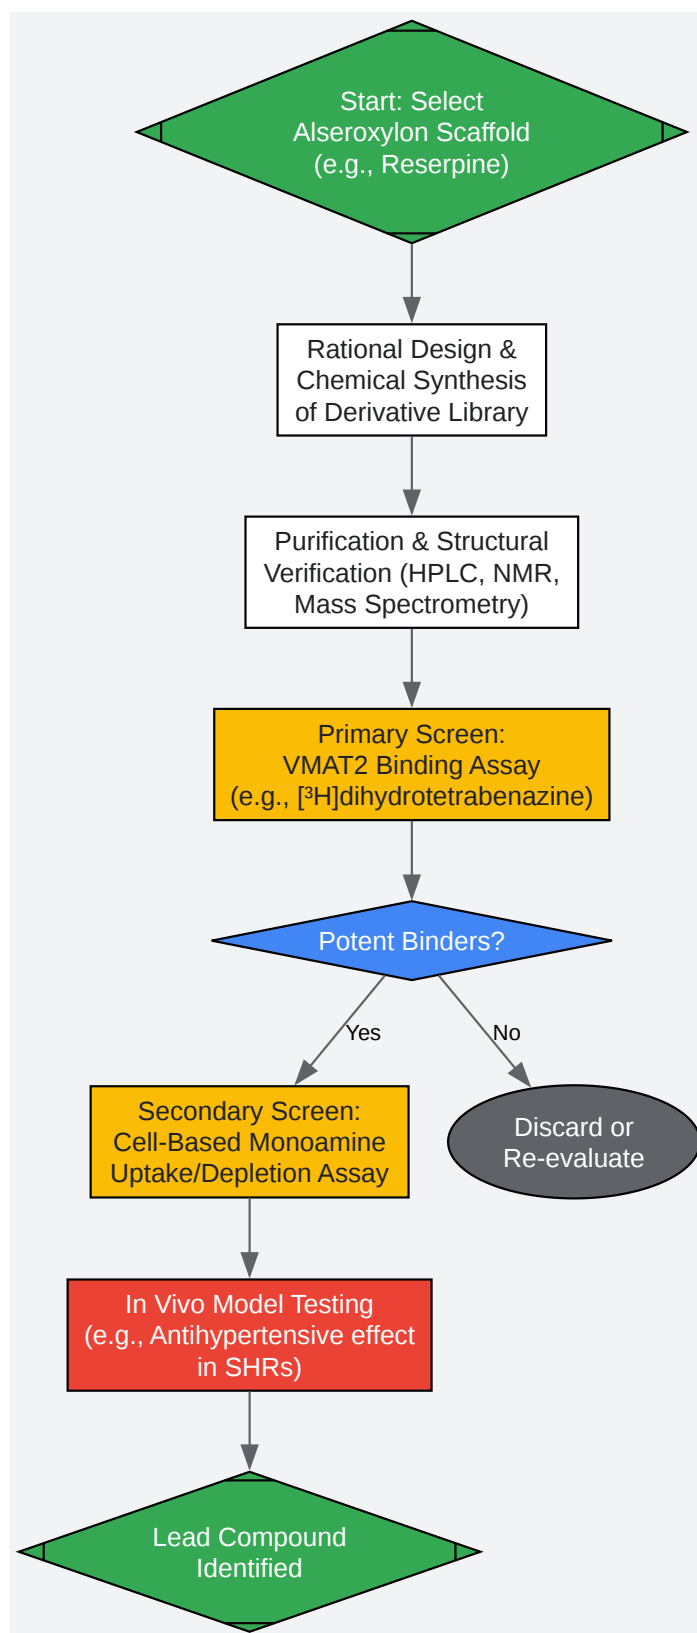 Start: Select
Alseroxylon Scaffold
(e.g., Reserpine)
Rational Design &
Chemical Synthesis
of Derivative Library
Purification & Structural
Verification (HPLC, NMR,
Mass Spectrometry)
Primary Screen:
VMAT2 Binding Assay
(e.g., [³H]dihydrotetrabenazine)
Potent Binders?
Yes
No
Secondary Screen:
Cell-Based Monoamine
Uptake/Depletion Assay
Discard or
Re-evaluate
In Vivo Model Testing
(e.g., Antihypertensive effect
in SHRs)
Lead Compound
Identified